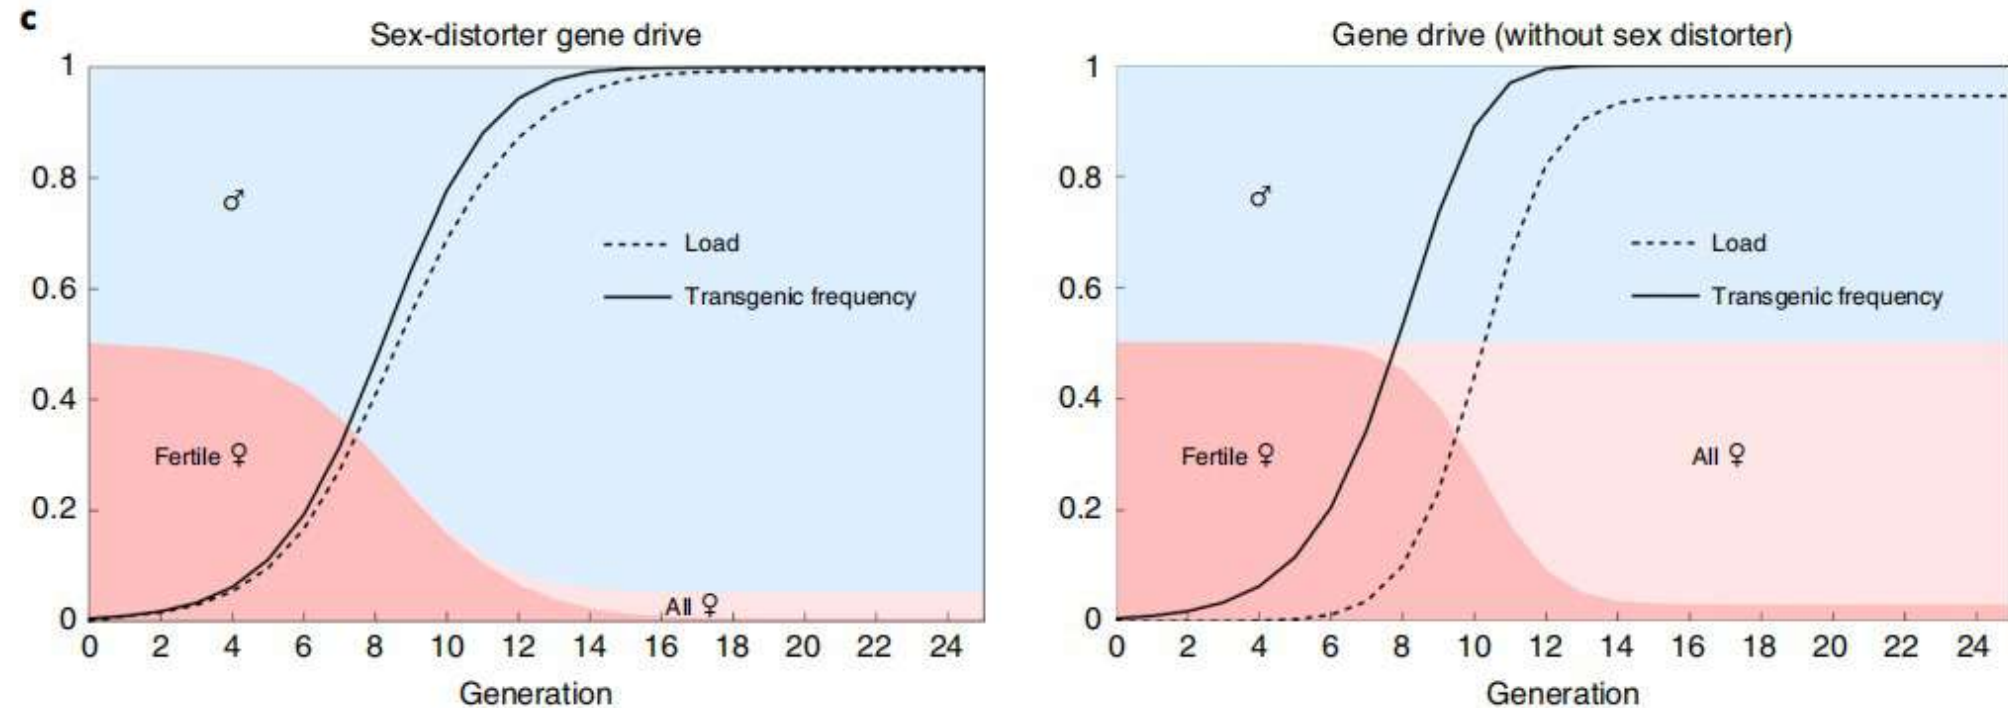 c
Sex-distorter gene drive
1
0.8
0.6
0.4
0.2
0
♂
Load
Transgenic frequency
Fertile ♀
All ♀
0 2 4 6 8 10 12 14 16 18 20 22 24
Generation
Gene drive (without sex distorter)
1
0.8
0.6
0.4
0.2
0
♂
Load
Transgenic frequency
Fertile ♀
All ♀
0 2 4 6 8 10 12 14 16 18 20 22 24
Generation